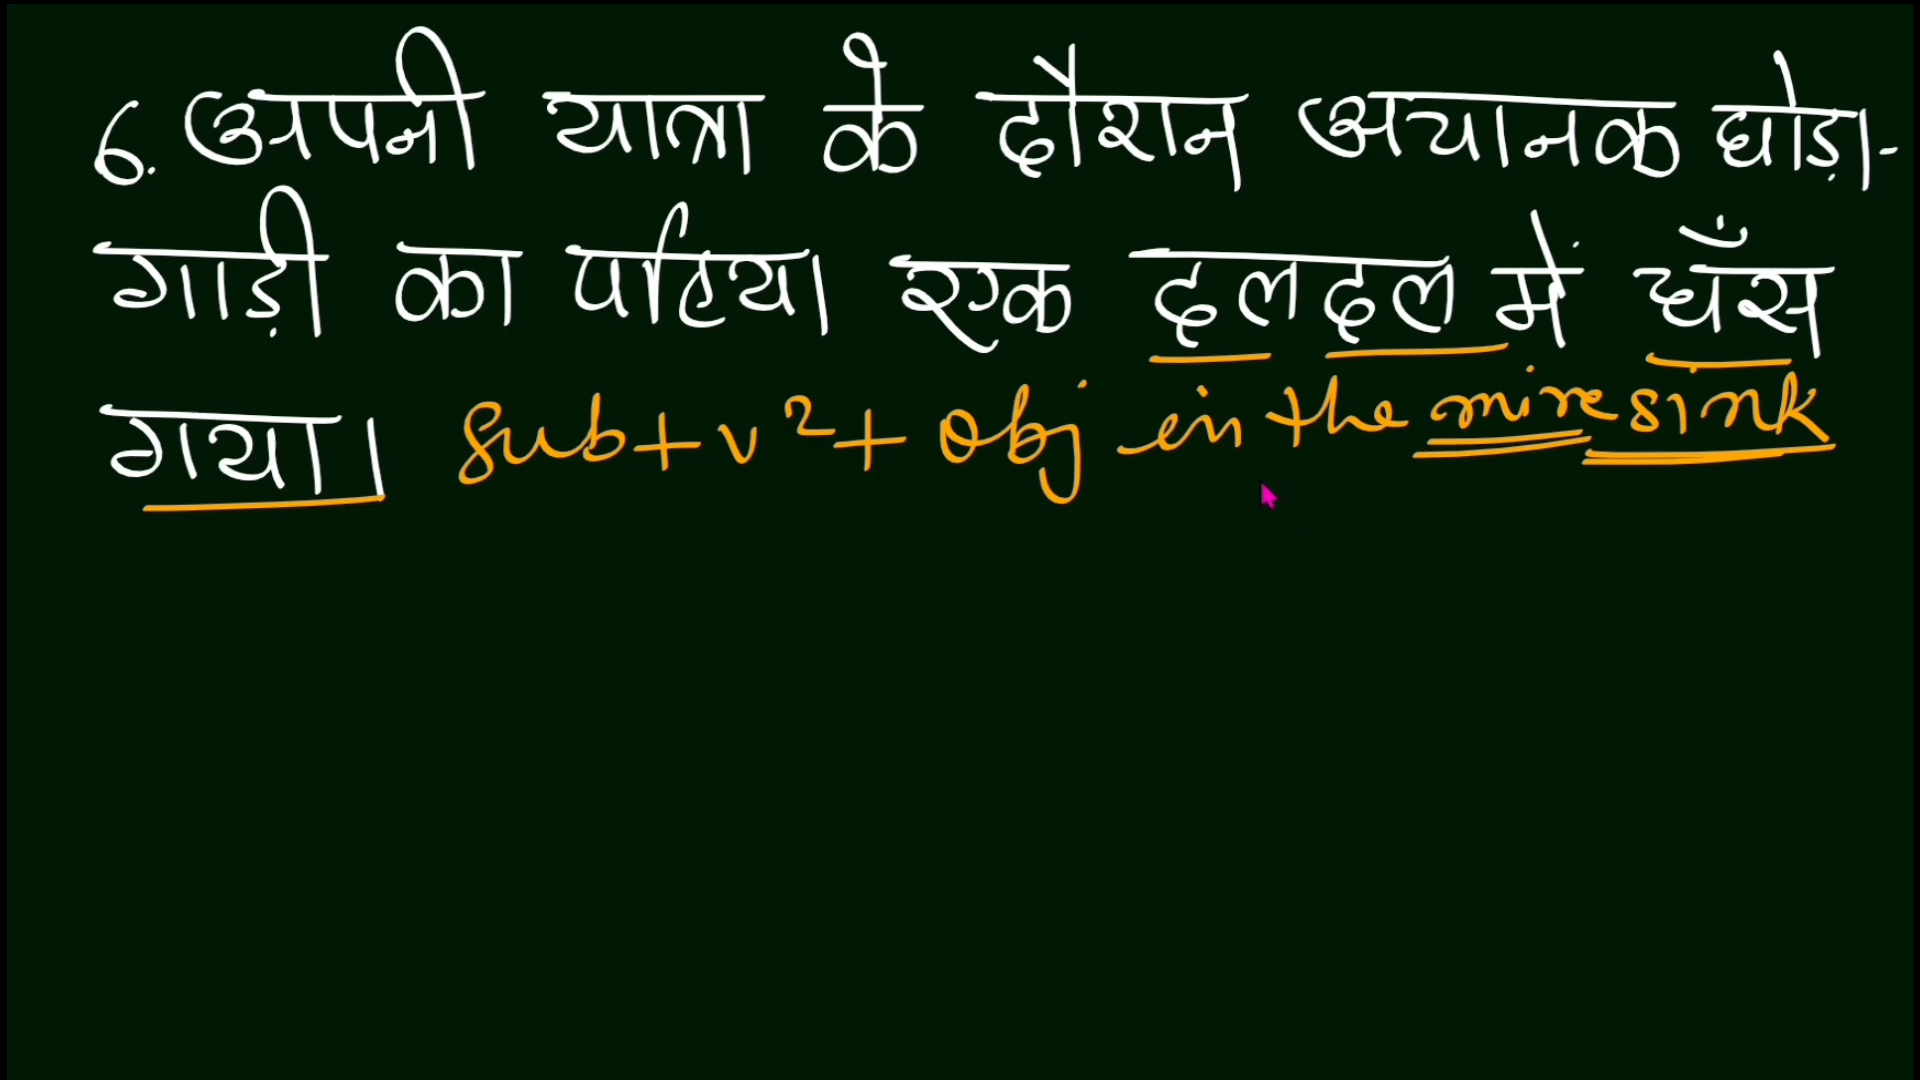 6. अपनी यात्रा के दौरान अचानक घोड़ा-
गाड़ी का पहिया एक दलदल में धँस
गया। sub+v²+obj in the mire sink